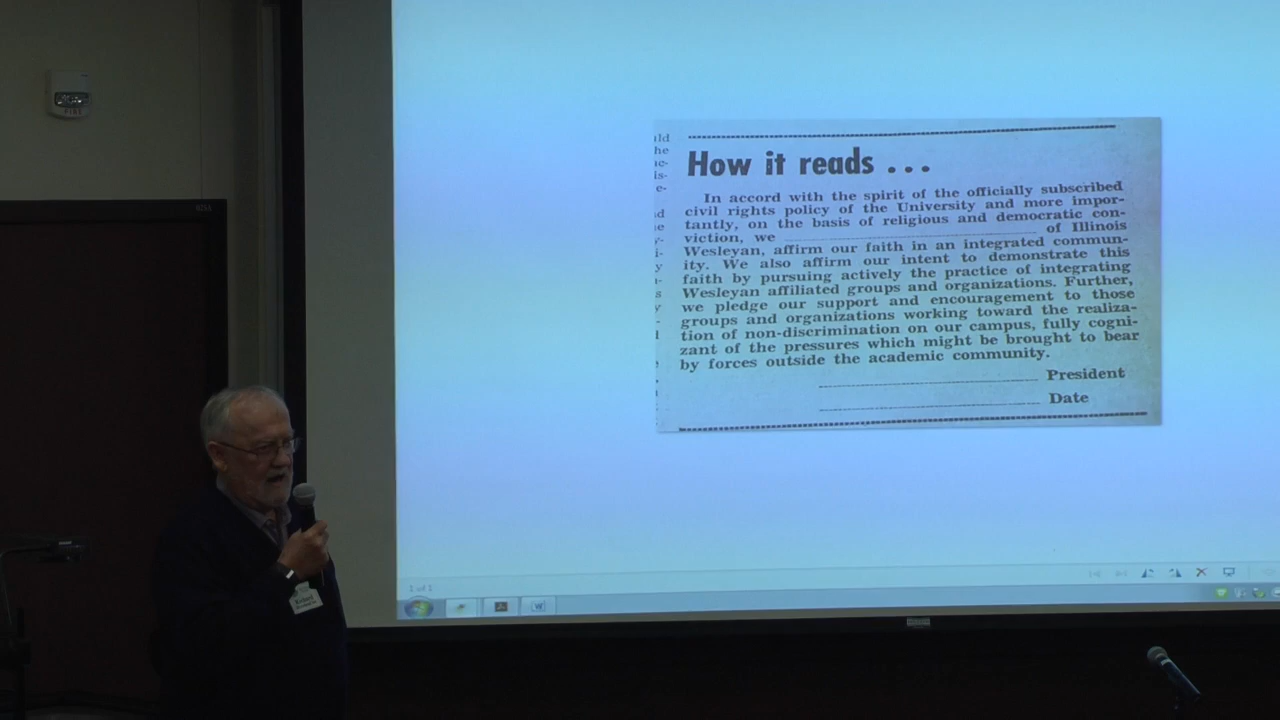 How it reads ...
In accord with the spirit of the officially subscribed
civil rights policy of the University and more impor-
tantly, on the basis of religious and democratic con-
viction, we of Illinois
Wesleyan, affirm our faith in an integrated commun-
ity. We also affirm our intent to demonstrate this
faith by pursuing actively the practice of integrating
Wesleyan affiliated groups and organizations. Further,
we pledge our support and encouragement to those
groups and organizations working toward the realiza-
tion of non-discrimination on our campus, fully cogni-
zant of the pressures which might be brought to bear
by forces outside the academic community.
President
Date
1 of 1
FIRE